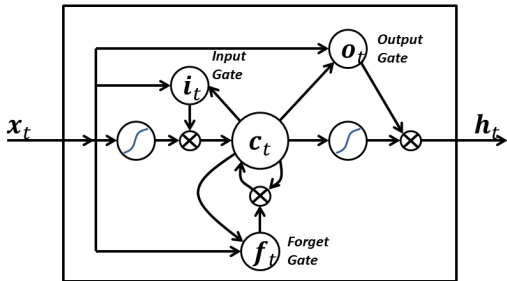 Output
Gate
o_t
Input
Gate
i_t
x_t
c_t
h_t
f_t
Forget
Gate